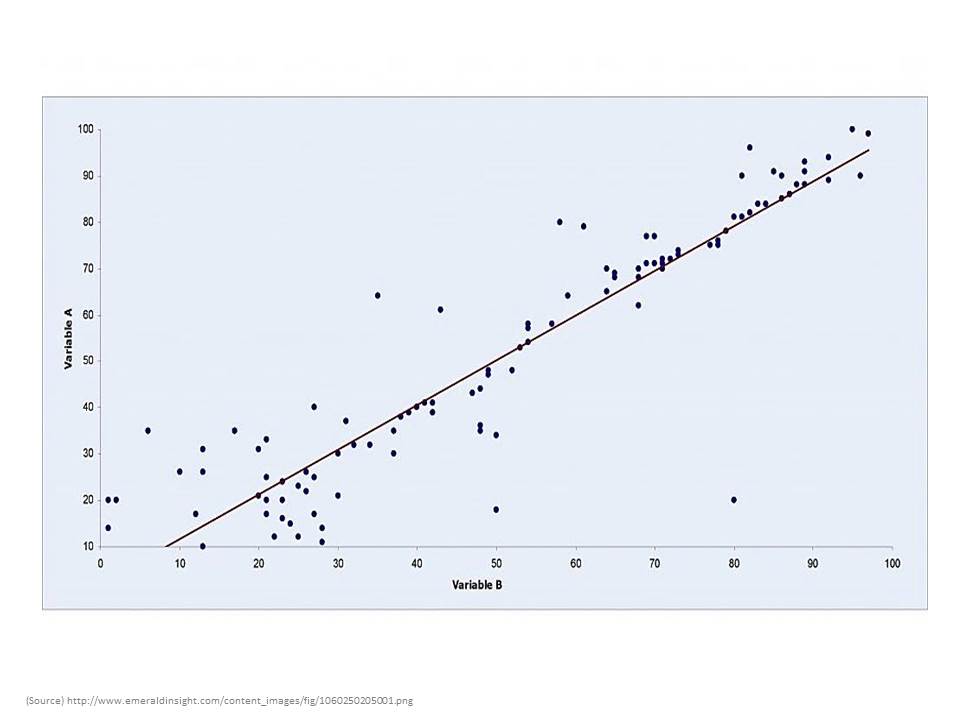 100
90
80
70
60
50
40
30
20
10
Variable A
0 10 20 30 40 50 60 70 80 90 100
Variable B
(Source) http://www.emeraldinsight.com/content_images/fig/1060250205001.png